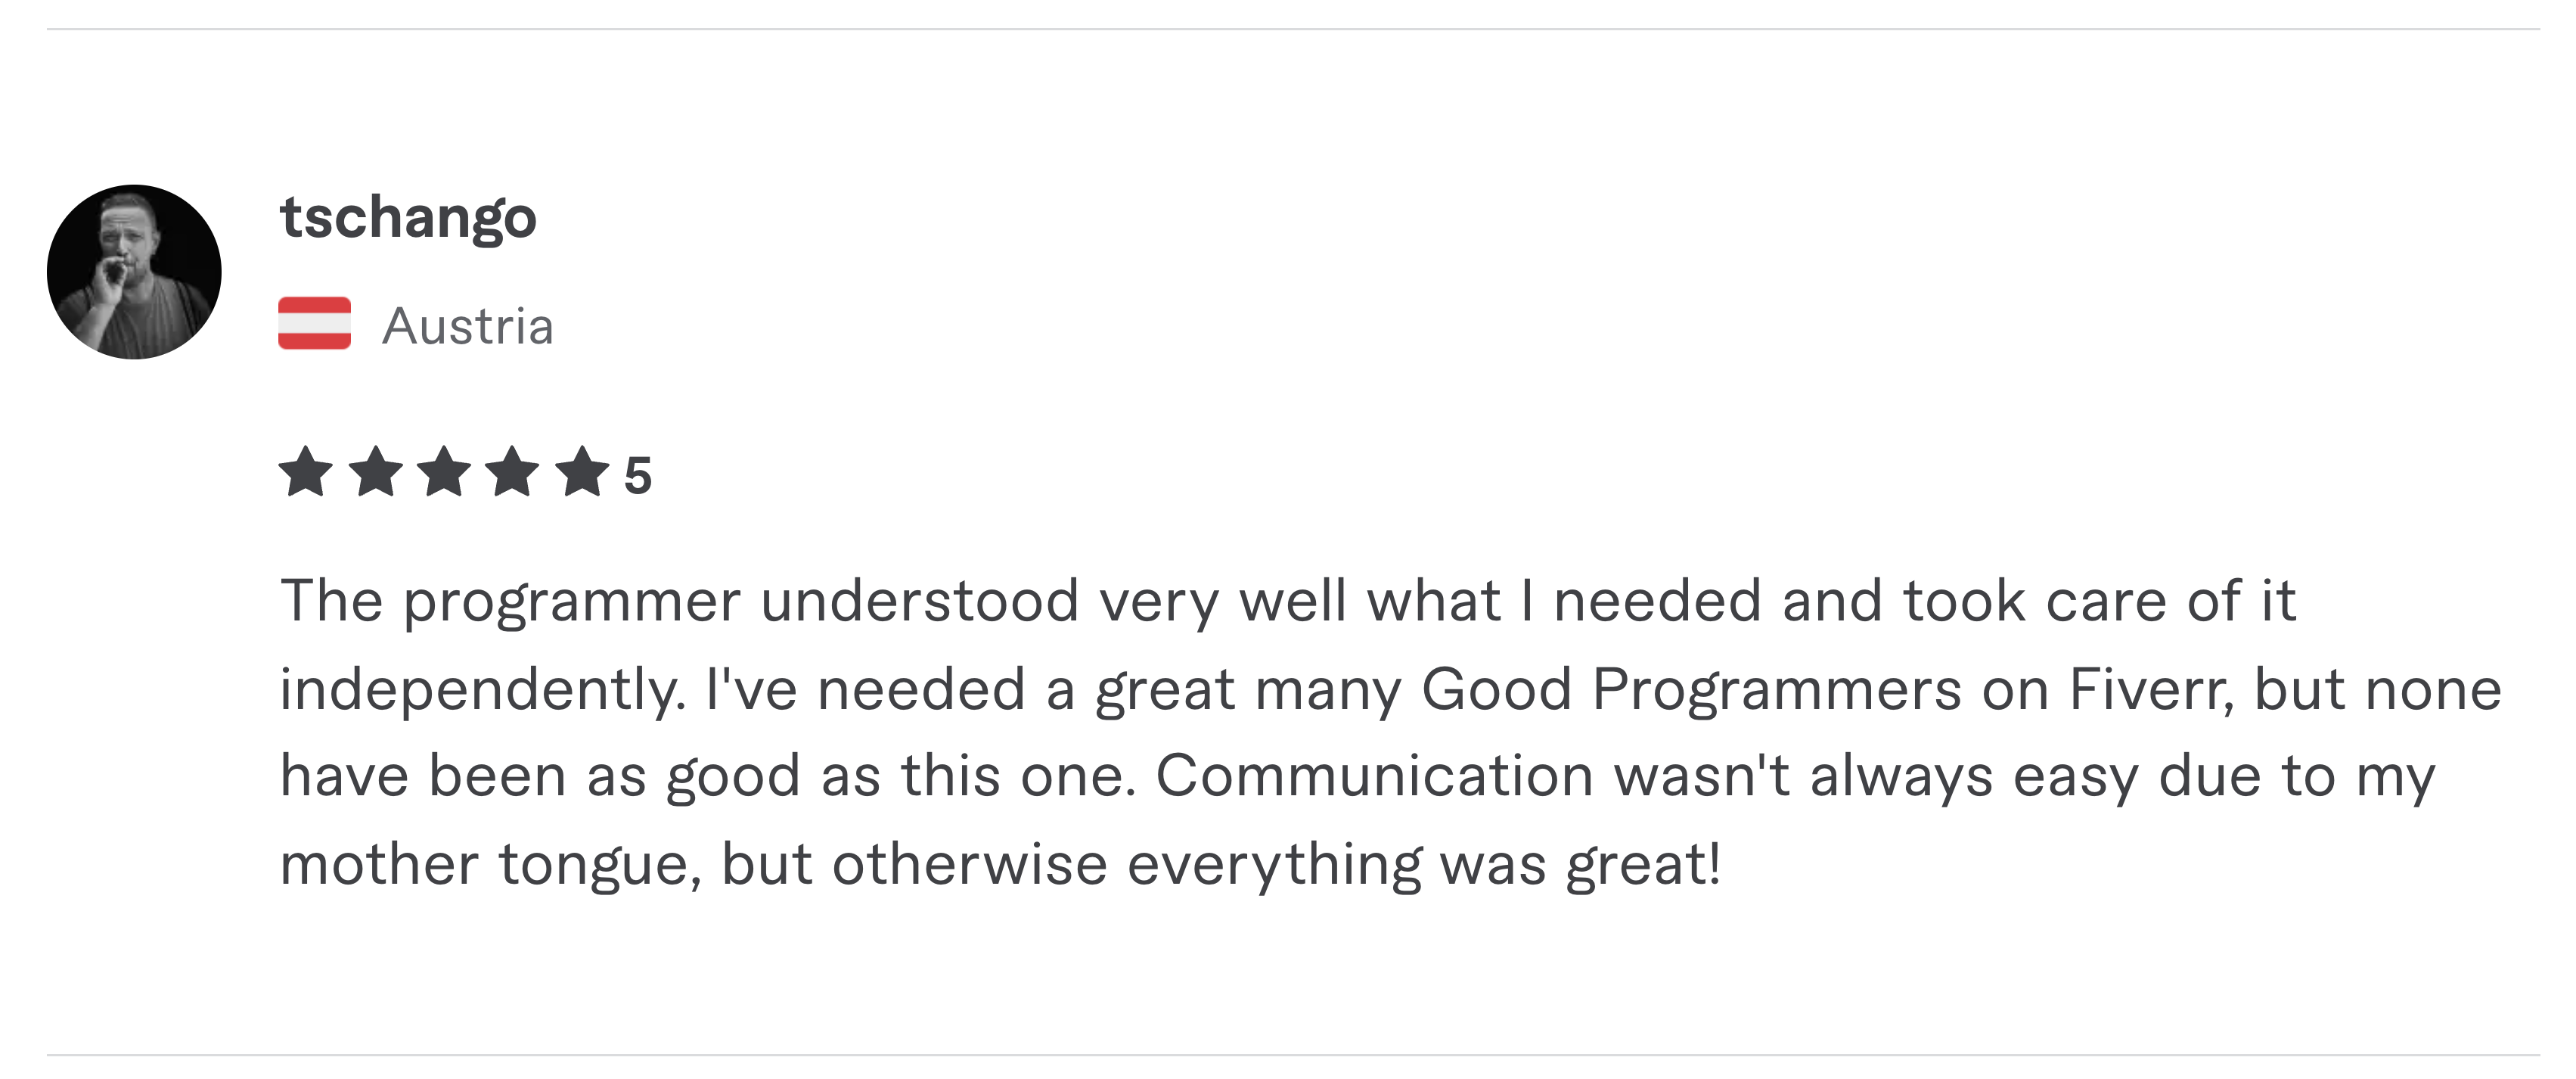 tschango
Austria
5
The programmer understood very well what I needed and took care of it
independently. I've needed a great many Good Programmers on Fiverr, but none
have been as good as this one. Communication wasn't always easy due to my
mother tongue, but otherwise everything was great!